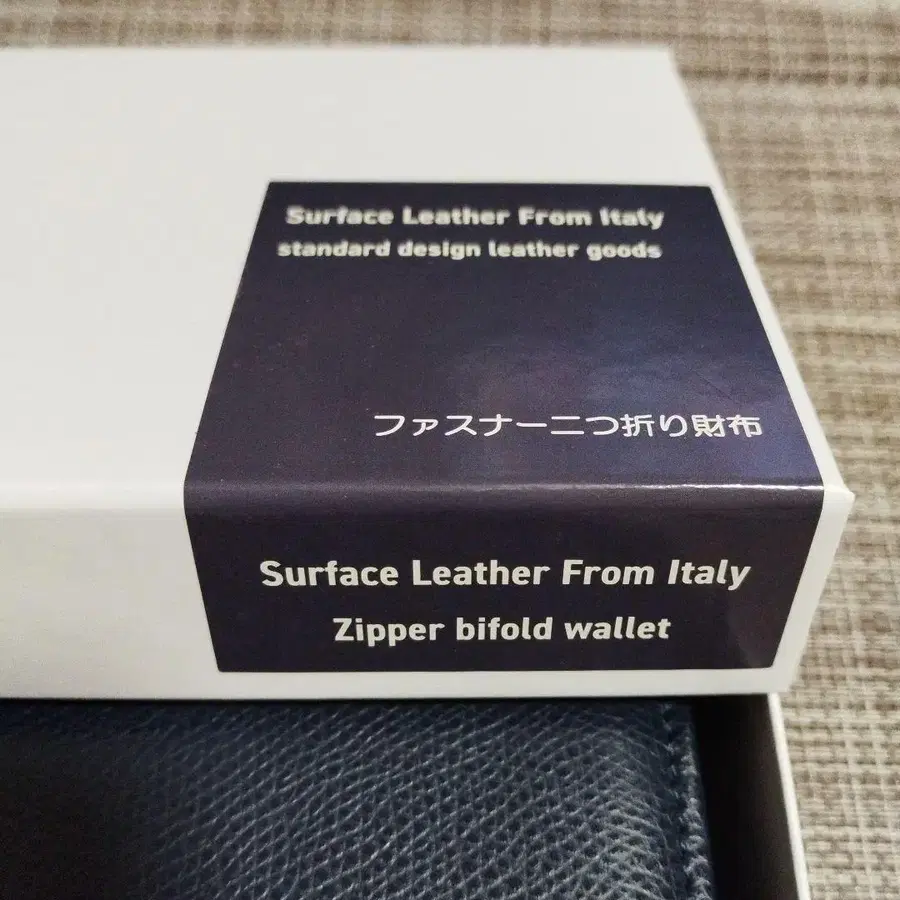 Surface Leather From Italy
standard design leather goods
ファスナー二つ折り財布
Surface Leather From Italy
Zipper bifold wallet